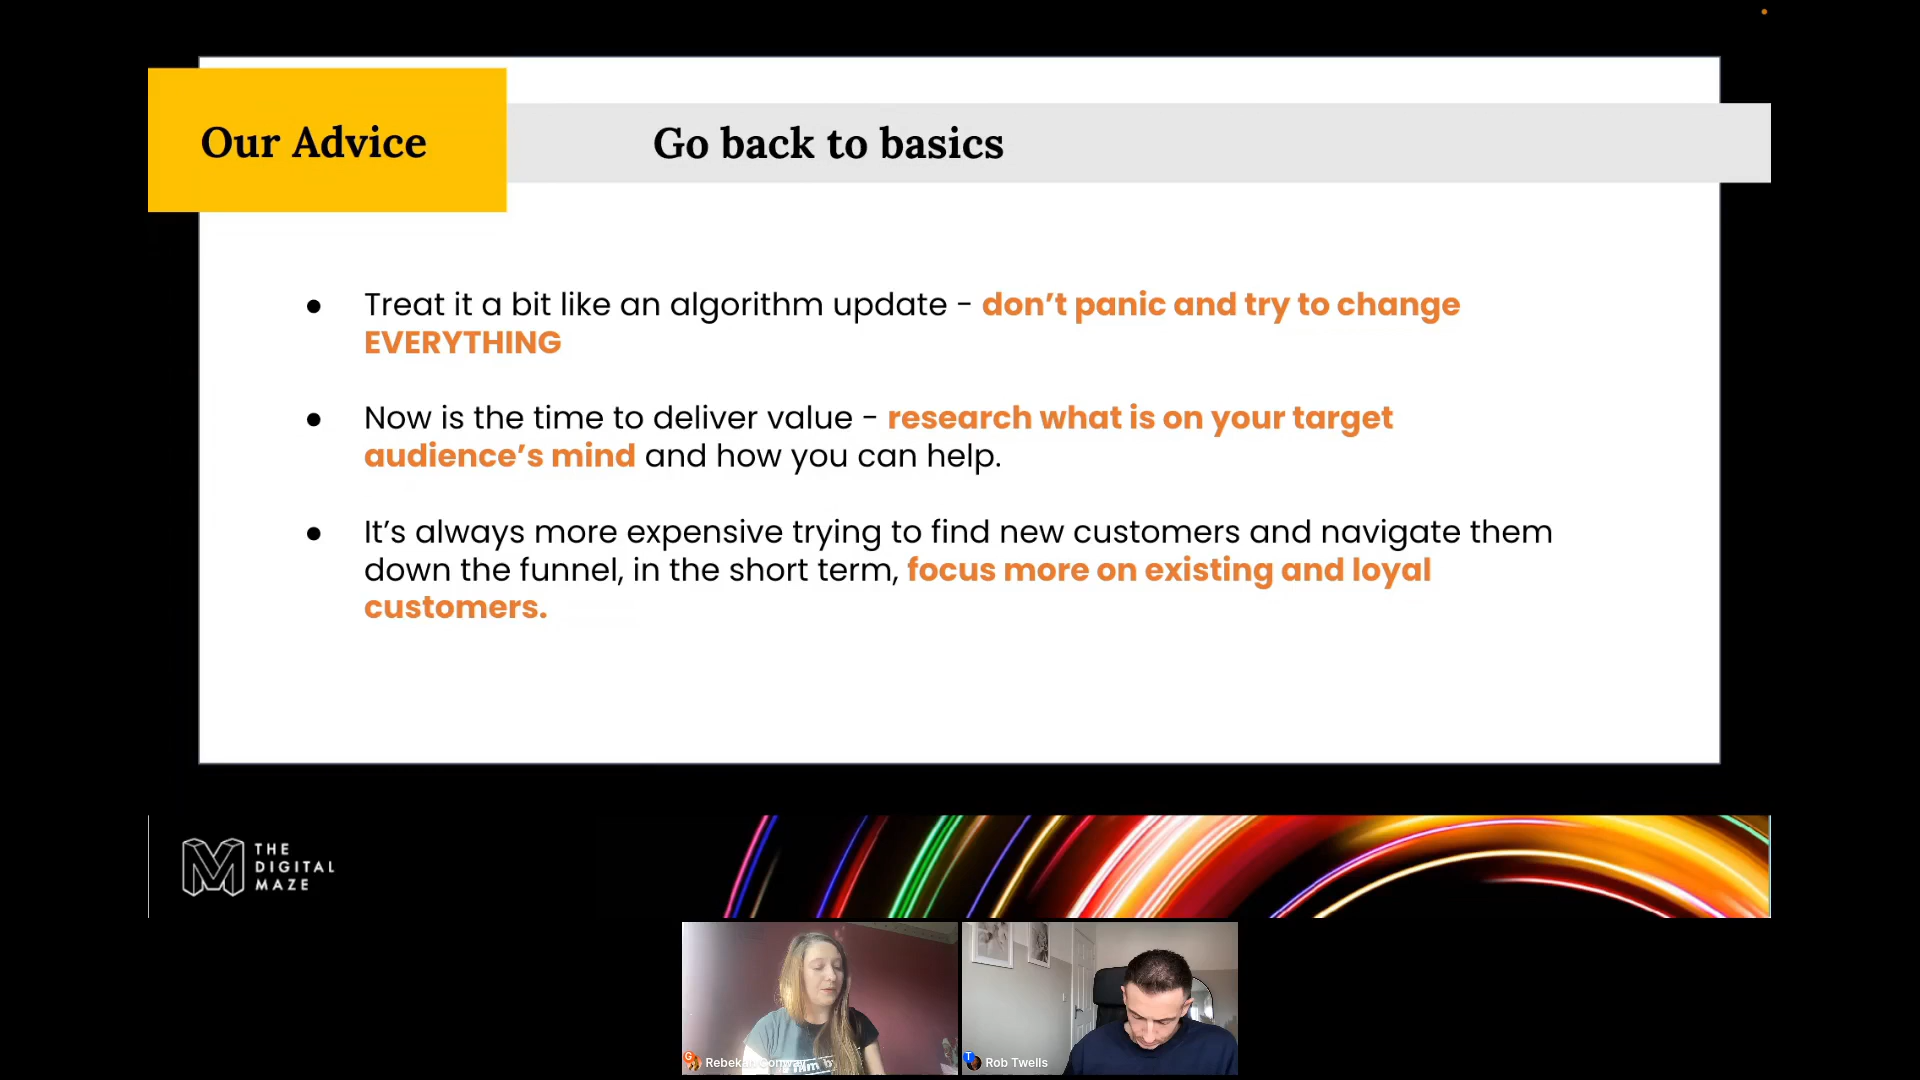 Our Advice
Go back to basics
● Treat it a bit like an algorithm update - don’t panic and try to change
EVERYTHING
● Now is the time to deliver value - research what is on your target
audience’s mind and how you can help.
● It’s always more expensive trying to find new customers and navigate them
down the funnel, in the short term, focus more on existing and loyal
customers.
THE
DIGITAL
MAZE
Rebekah Conway
Rob Twells